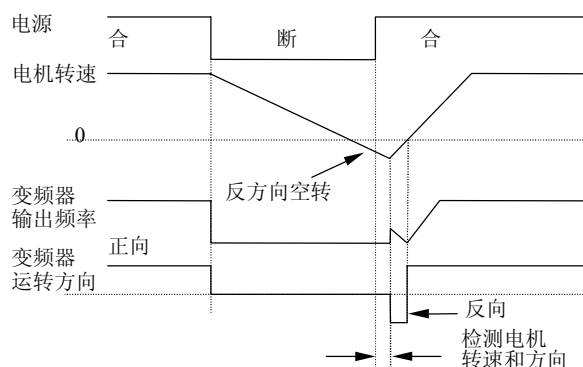 电源
合
断
合
电机转速
0
反方向空转
变频器
输出频率
正向
变频器
运转方向
反向
检测电机
转速和方向